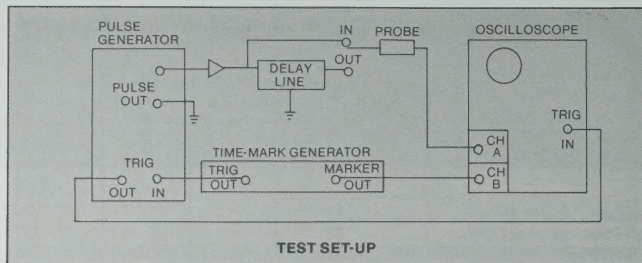 PULSE
GENERATOR
PULSE
OUT
TRIG
OUT IN
IN
PROBE
OUT
DELAY
LINE
TIME-MARK GENERATOR
TRIG
OUT
MARKER
OUT
OSCILLOSCOPE
TRIG
IN
CH
A
CH
B
TEST SET-UP